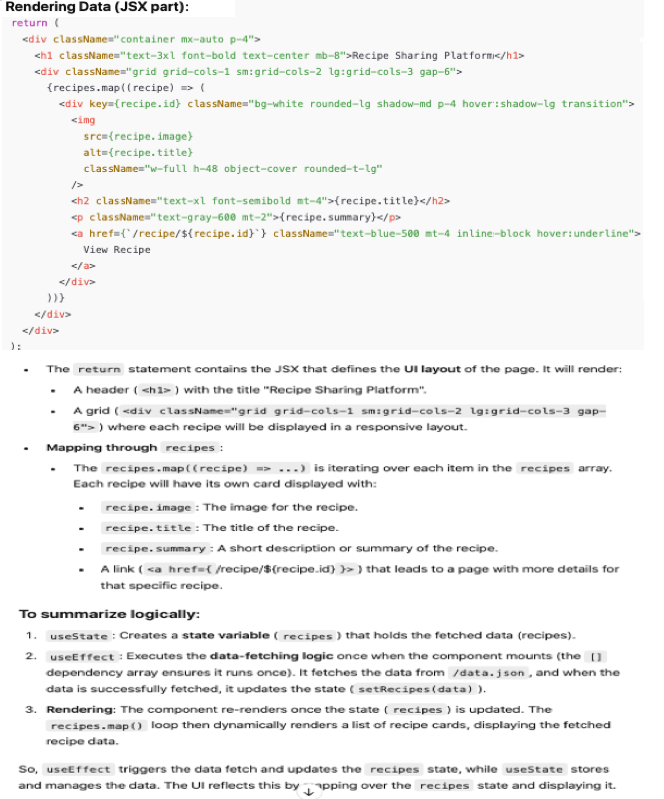 Rendering Data (JSX part):
return (
<div className="container mx-auto p-4">
<h1 className="text-3xl font-bold text-center mb-8">Recipe Sharing Platform</h1>
<div className="grid grid-cols-1 sm:grid-cols-2 lg:grid-cols-3 gap-6">
{recipes.map((recipe) => (
<div key={recipe.id} className="bg-white rounded-lg shadow-md p-4 hover:shadow-lg transition">
<img
src={recipe.image}
alt={recipe.title}
className="w-full h-48 object-cover rounded-t-lg"
/>
<h2 className="text-xl font-semibold mt-4">{recipe.title}</h2>
<p className="text-gray-600 mt-2">{recipe.summary}</p>
<a href={`/recipe/${recipe.id}`} className="text-blue-500 mt-4 inline-block hover:underline">
View Recipe
</a>
</div>
))}
</div>
</div>
);
• The return statement contains the JSX that defines the UI layout of the page. It will render:
• A header ( <h1> ) with the title "Recipe Sharing Platform".
• A grid ( <div className="grid grid-cols-1 sm:grid-cols-2 lg:grid-cols-3 gap-
6"> ) where each recipe will be displayed in a responsive layout.
• Mapping through recipes :
• The recipes.map((recipe) => ...) is iterating over each item in the recipes array.
Each recipe will have its own card displayed with:
• recipe.image : The image for the recipe.
• recipe.title : The title of the recipe.
• recipe.summary : A short description or summary of the recipe.
• A link ( <a href={ /recipe/${recipe.id} }> ) that leads to a page with more details for
that specific recipe.
To summarize logically:
1. useState : Creates a state variable ( recipes ) that holds the fetched data (recipes).
2. useEffect : Executes the data-fetching logic once when the component mounts (the []
dependency array ensures it runs once). It fetches the data from /data.json , and when the
data is successfully fetched, it updates the state ( setRecipes(data) ).
3. Rendering: The component re-renders once the state ( recipes ) is updated. The
recipes.map() loop then dynamically renders a list of recipe cards, displaying the fetched
recipe data.
So, useEffect triggers the data fetch and updates the recipes state, while useState stores
and manages the data. The UI reflects this by pping over the recipes state and displaying it.